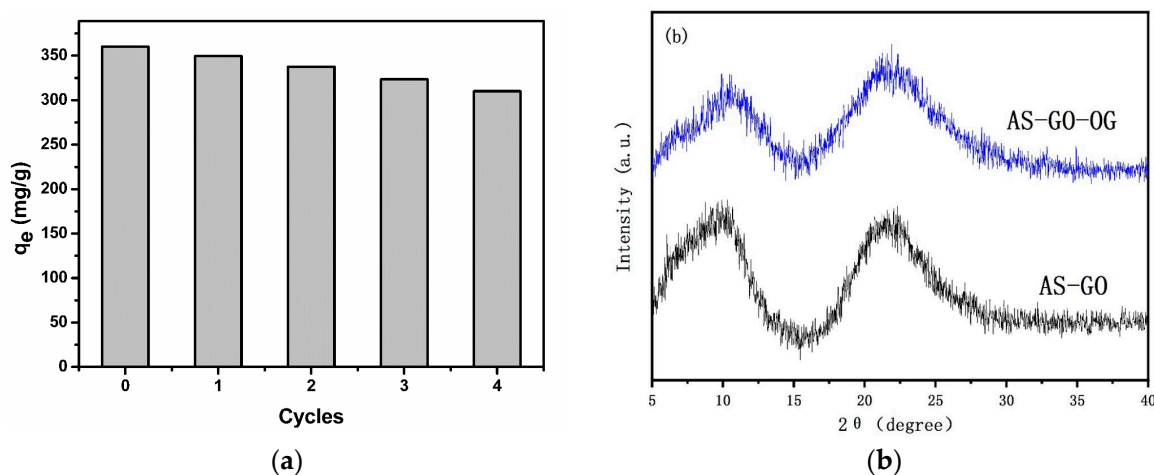 350
300
250
200
150
100
50
0
qe (mg/g)
0 1 2 3 4
Cycles
(a)
(b)
AS-GO-OG
AS-GO
Intensity (a. u.)
5 10 15 20 25 30 35 40
2θ (degree)
(b)